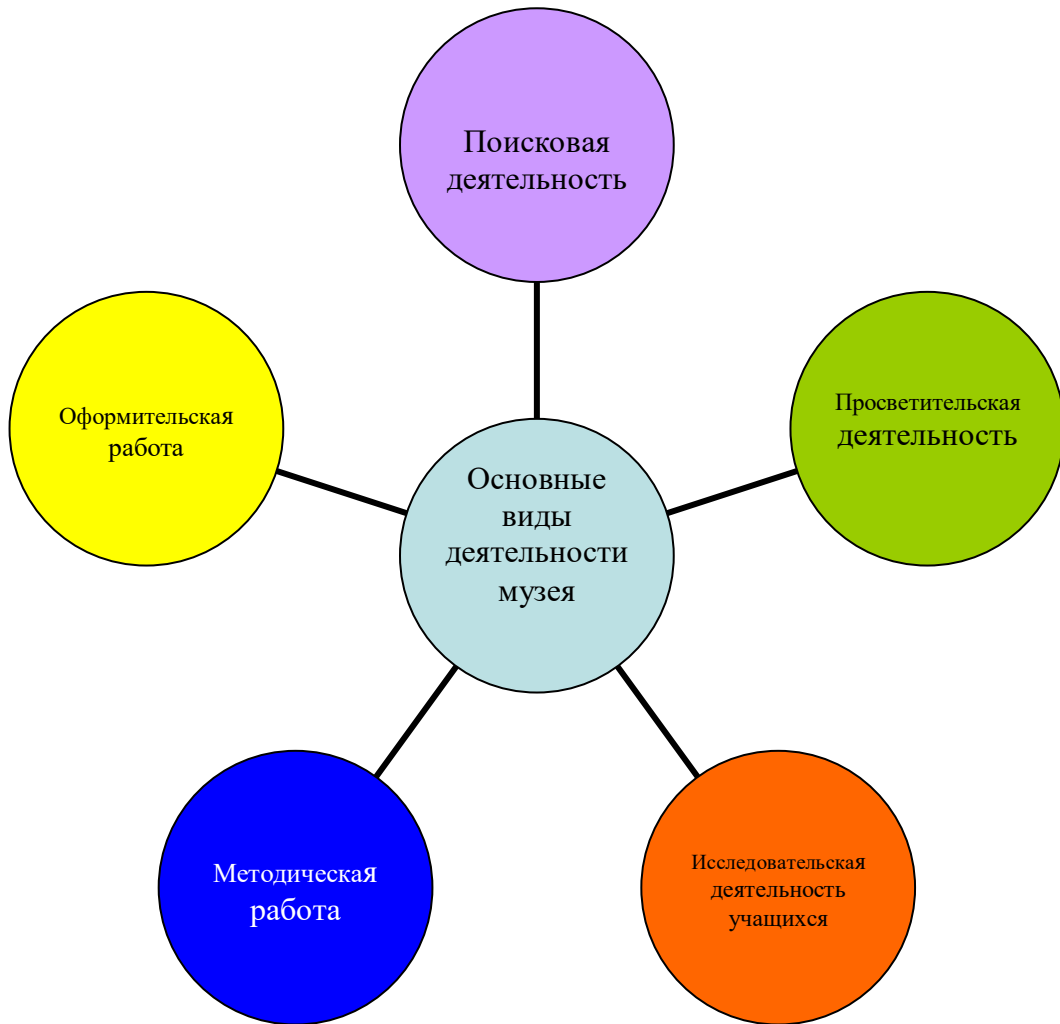 Поисковая
деятельность
Оформительская
работа
Просветительская
деятельность
Основные
виды
деятельности
музея
Методическая
работа
Исследовательская
деятельность
учащихся